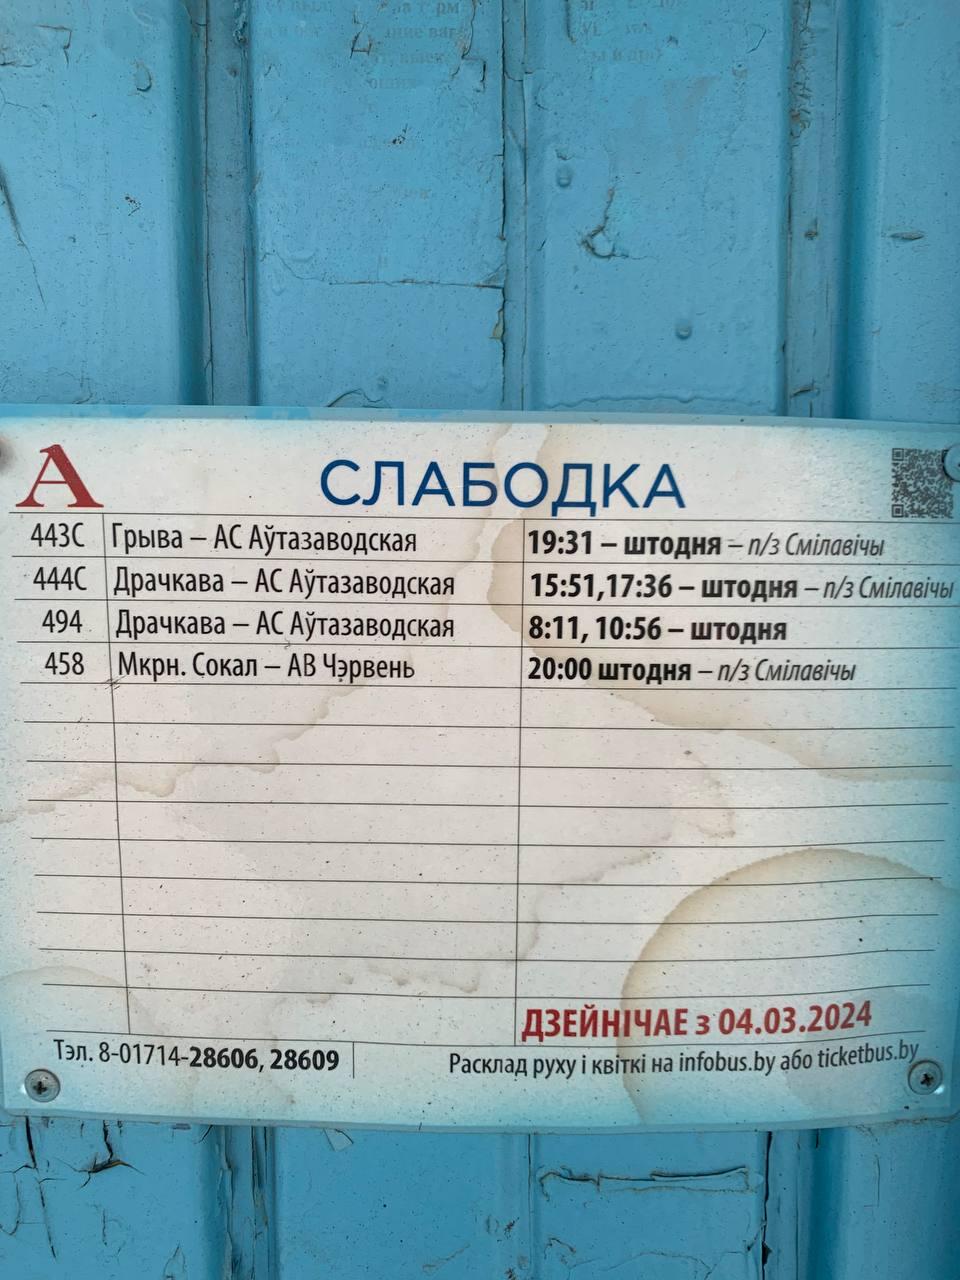 А СЛАБОДКА
443С Грыва – АС Аўтазаводская 19:31 – штодня – п/з Смілавічы
444С Драчкава – АС Аўтазаводская 15:51,17:36 – штодня – п/з Смілавічы
494 Драчкава – АС Аўтазаводская 8:11, 10:56 – штодня
458 Мкрн. Сокал – АВ Чэрвень 20:00 штодня – п/з Смілавічы
ДЗЕЙНІЧАЕ з 04.03.2024
Тэл. 8-01714-28606, 28609 Расклад руху і квіткі на infobus.by або ticketbus.by